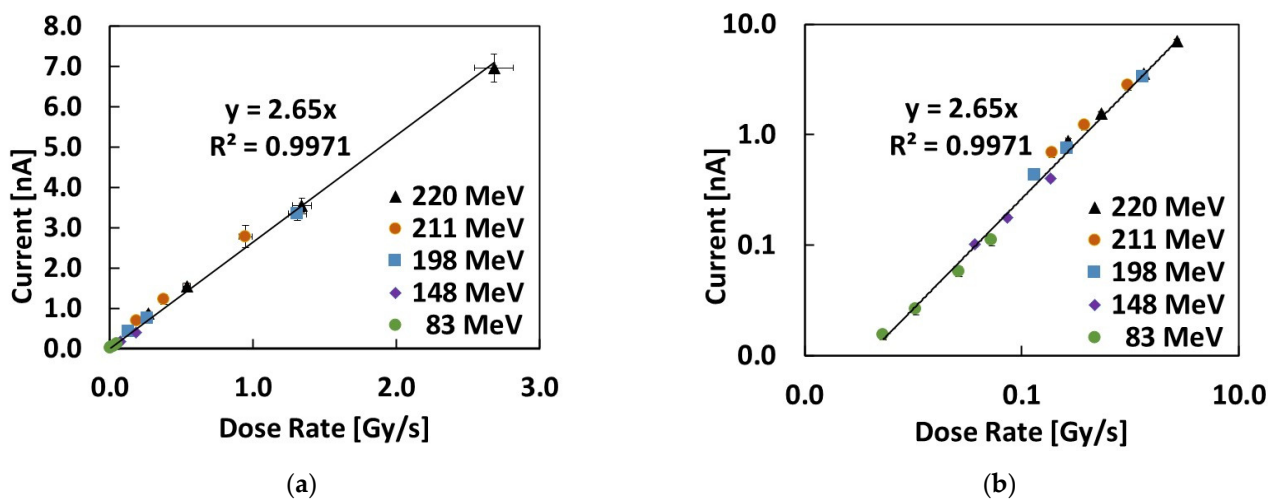 8.0
7.0
6.0
5.0
4.0
3.0
2.0
1.0
0.0
Current [nA]
y = 2.65x
R² = 0.9971
220 MeV
211 MeV
198 MeV
148 MeV
83 MeV
0.0 1.0 2.0 3.0
Dose Rate [Gy/s]
(a)
10.0
1.0
0.1
0.0
Current [nA]
y = 2.65x
R² = 0.9971
220 MeV
211 MeV
198 MeV
148 MeV
83 MeV
0.0 0.1 10.0
Dose Rate [Gy/s]
(b)